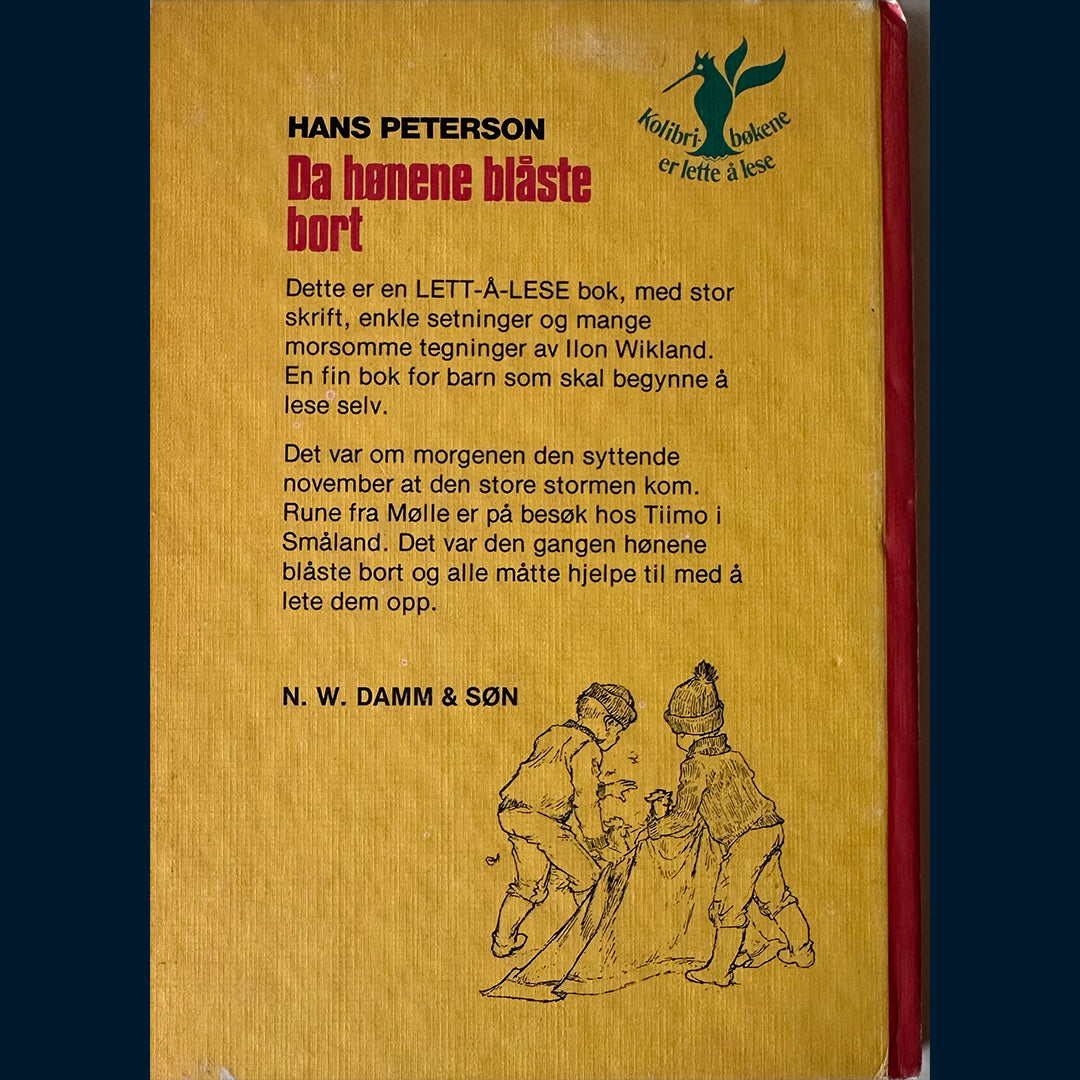 HANS PETERSON
Da hønene blåste
bort
Kolibri-
bøkene
er lette å lese
Dette er en LETT-Å-LESE bok, med stor
skrift, enkle setninger og mange
morsomme tegninger av Ilon Wikland.
En fin bok for barn som skal begynne å
lese selv.
Det var om morgenen den syttende
november at den store stormen kom.
Rune fra Mølle er på besøk hos Tiimo i
Småland. Det var den gangen hønene
blåste bort og alle måtte hjelpe til med å
lete dem opp.
N. W. DAMM & SØN